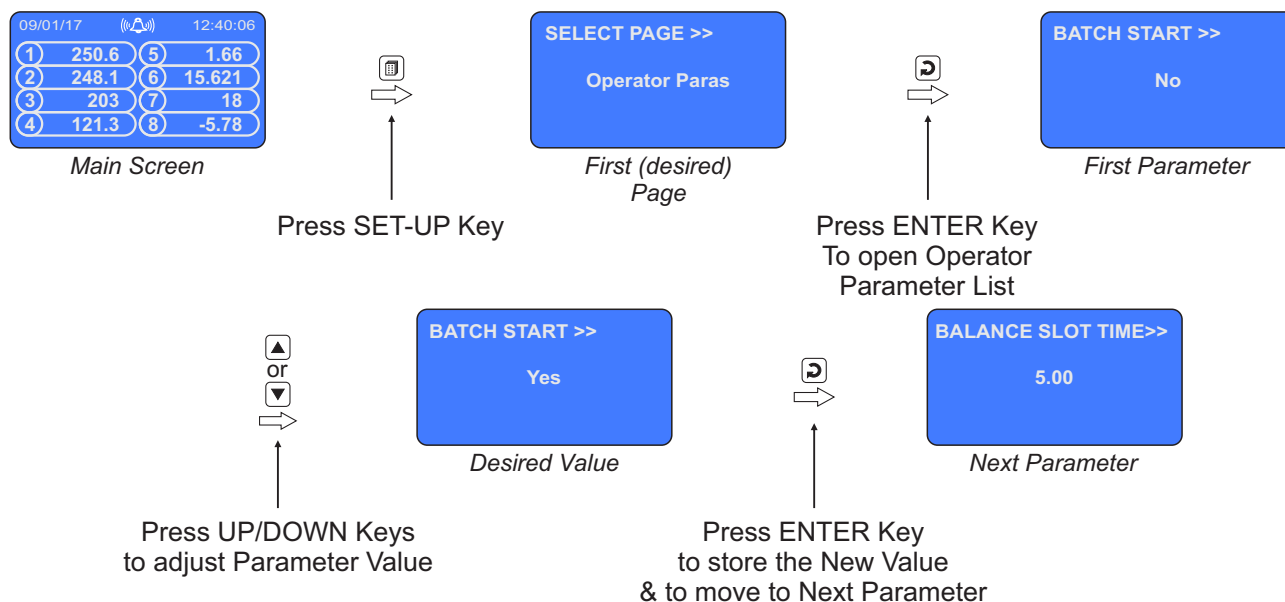 09/01/17 12:40:06
1 250.6 5 1.66
2 248.1 6 15.621
3 203 7 18
4 121.3 8 -5.78
Main Screen
Press SET-UP Key
SELECT PAGE >>
Operator Paras
First (desired)
Page
Press ENTER Key
To open Operator
Parameter List
BATCH START >>
No
First Parameter
or
Press UP/DOWN Keys
to adjust Parameter Value
BATCH START >>
Yes
Desired Value
Press ENTER Key
to store the New Value
& to move to Next Parameter
BALANCE SLOT TIME>>
5.00
Next Parameter